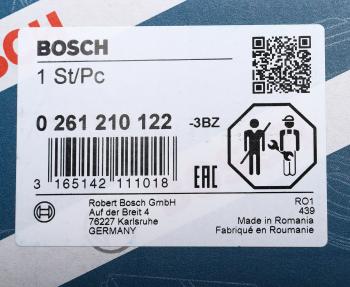 BOSCH
1 St/Pc
0 261 210 122 -3BZ
3 165142 111018
EAC
Robert Bosch GmbH
Auf der Breit 4
76227 Karlsruhe
GERMANY
RO1
439
Made in Romania
Fabriqué en Roumanie